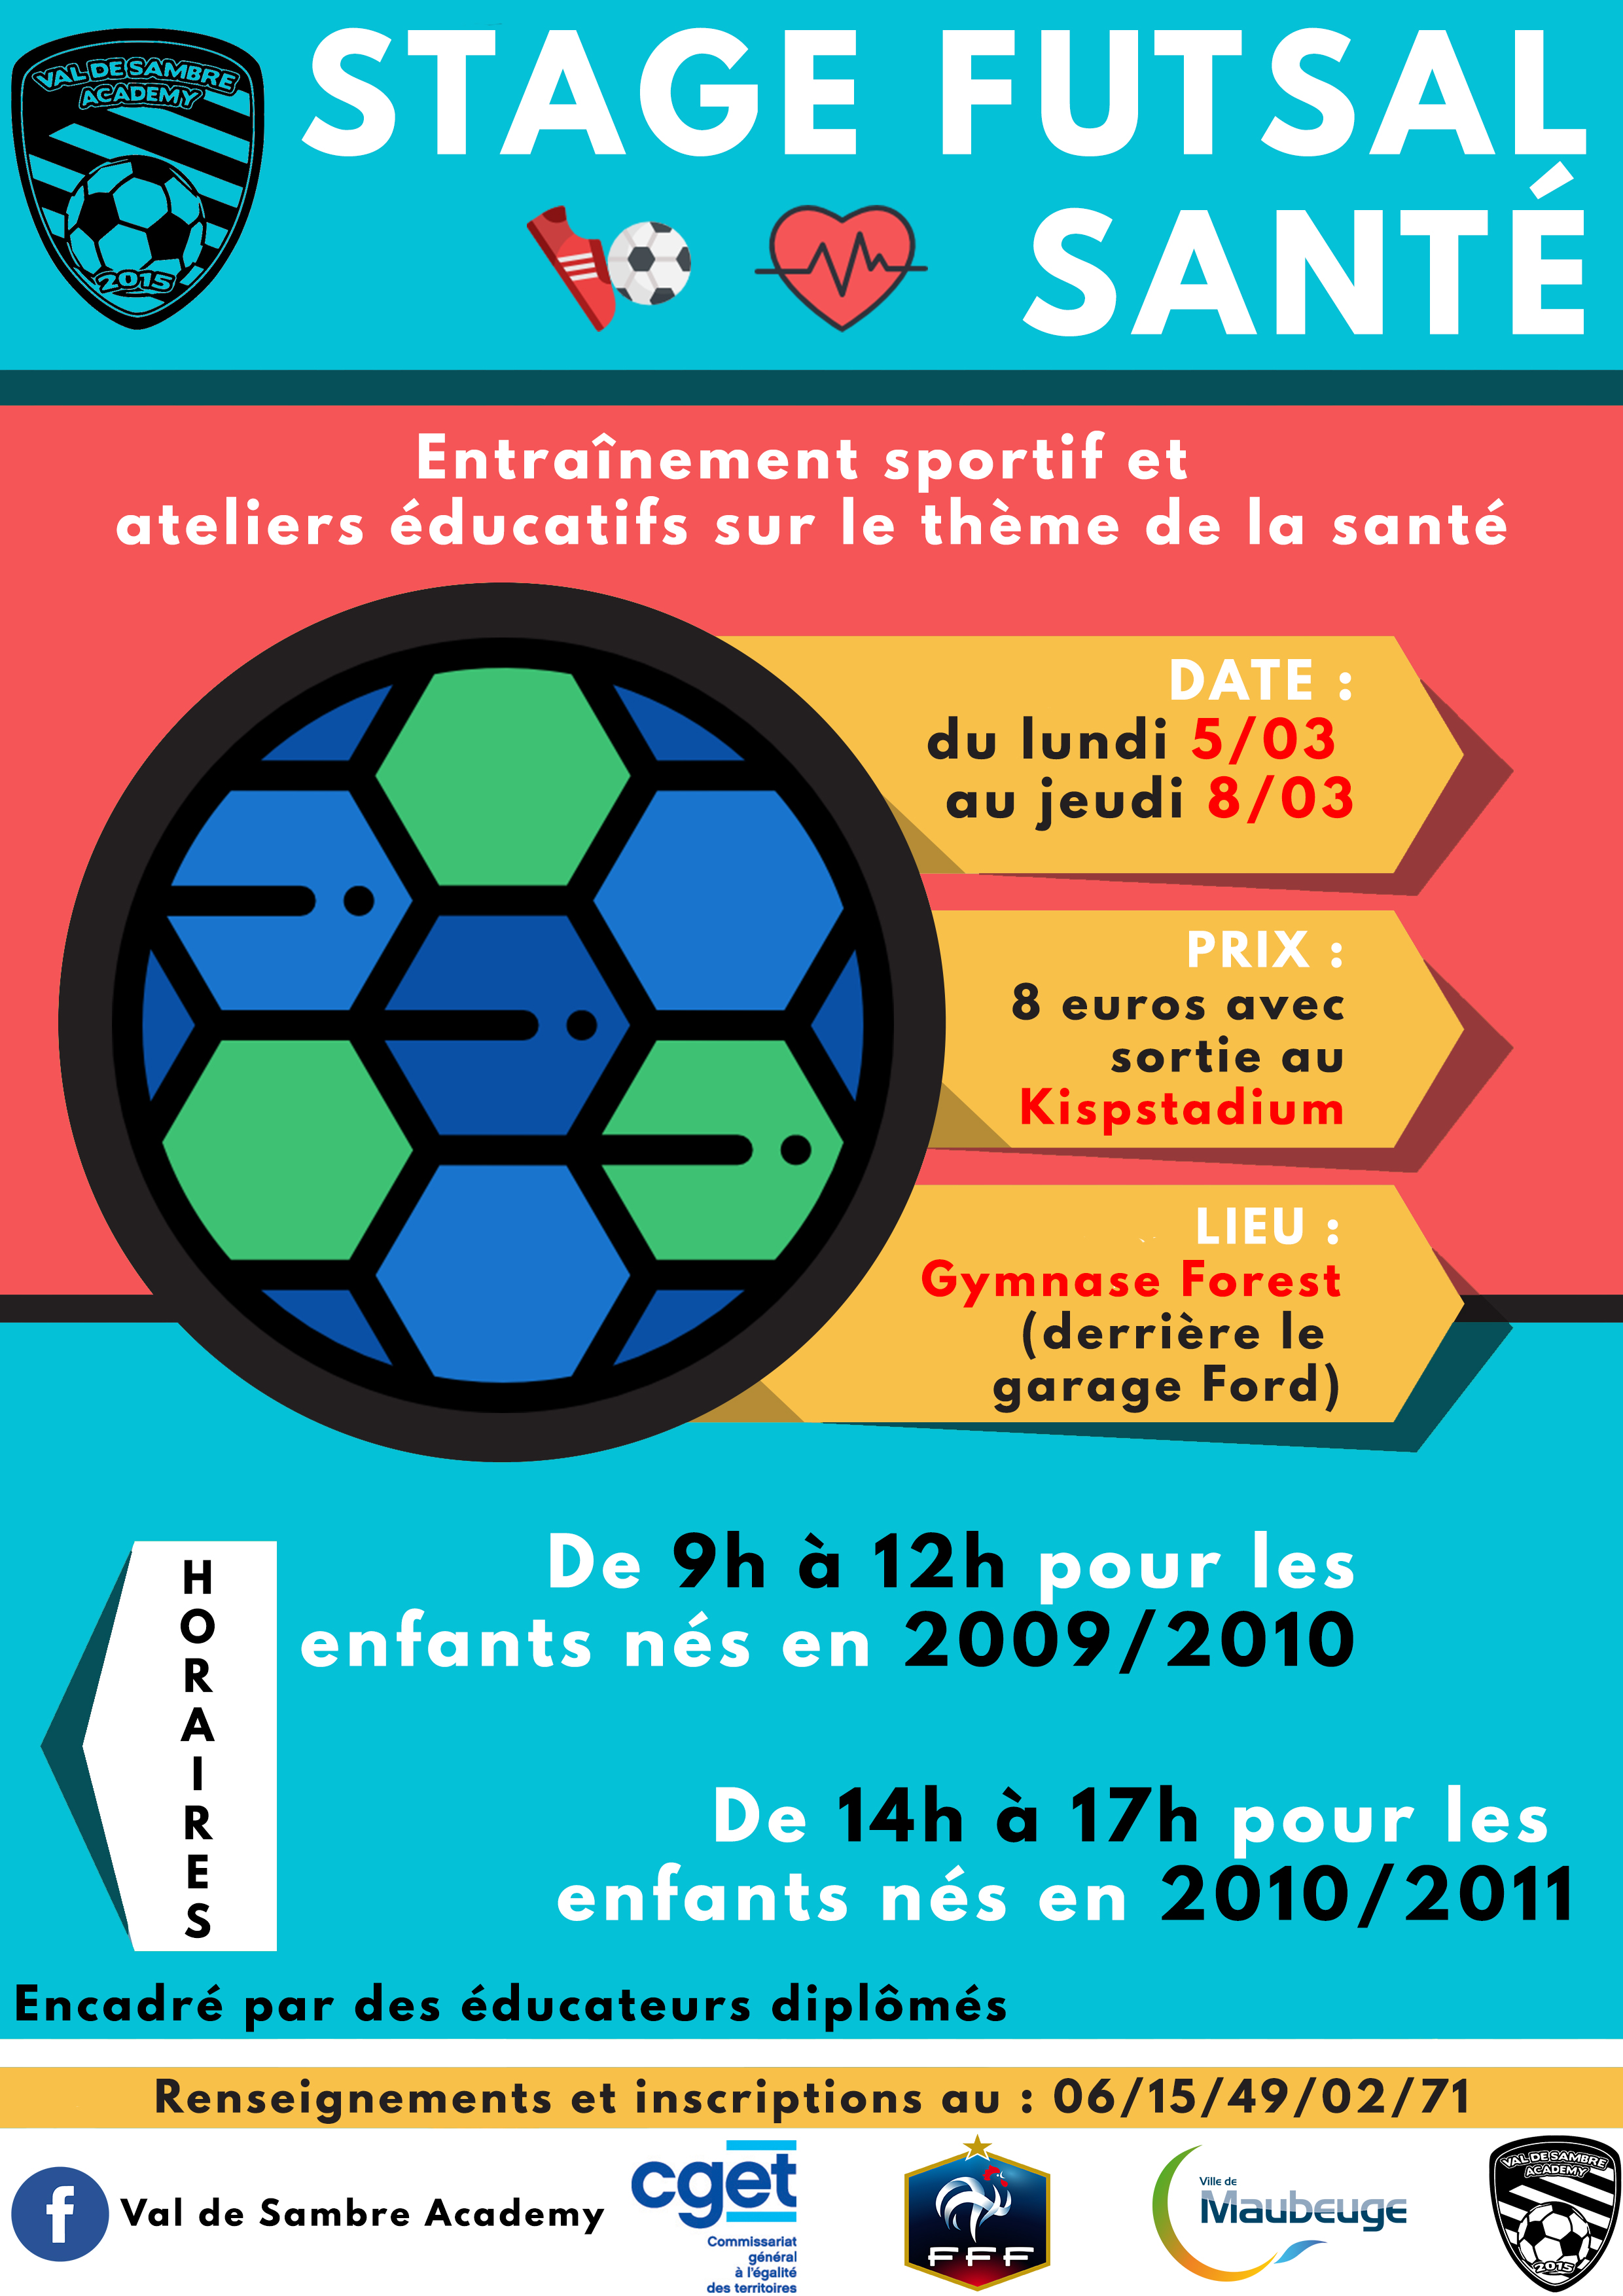 VAL DE SAMBRE
ACADEMY
2015
STAGE FUTSAL
SANTÉ
Entraînement sportif et
ateliers éducatifs sur le thème de la santé
DATE :
du lundi 5/03
au jeudi 8/03
PRIX :
8 euros avec
sortie au
Kispstadium
LIEU :
Gymnase Forest
(derrière le
garage Ford)
HORAIRES
De 9h à 12h pour les
enfants nés en 2009/2010
De 14h à 17h pour les
enfants nés en 2010/2011
Encadré par des éducateurs diplômés
Renseignements et inscriptions au : 06/15/49/02/71
f
Val de Sambre Academy
cget
Commissariat
général
à l'égalité
des territoires
FFF
Ville de
Maubeuge
VAL DE SAMBRE
ACADEMY
2015